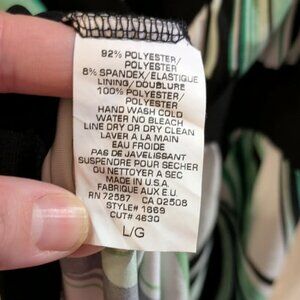 92% POLYESTER/
POLYESTER
8% SPANDEX/ELASTIQUE
LINING/DOUBLURE
100% POLYESTER/
POLYESTER
HAND WASH COLD
WATER NO BLEACH
LINE DRY OR DRY CLEAN
LAVER A LA MAIN
EAU FROIDE
PAS DE JAVELISSANT
SUSPENDRE POUR SECHER
OU NETTOYER A SEC
MADE IN U.S.A.
FABRIQUE AUX E.U.
RN 72587 CA 02508
STYLE# 1669
CUT# 4830
L/G